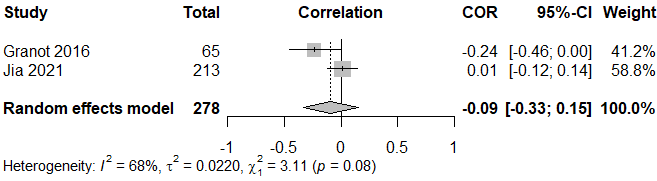 Study Total Correlation COR 95%-CI Weight
Granot 2016 65 -0.24 [-0.46; 0.00] 41.2%
Jia 2021 213 0.01 [-0.12; 0.14] 58.8%
Random effects model 278 -0.09 [-0.33; 0.15] 100.0%
-1 -0.5 0 0.5 1
Heterogeneity: I² = 68%, τ² = 0.0220, χ²₁ = 3.11 (p = 0.08)